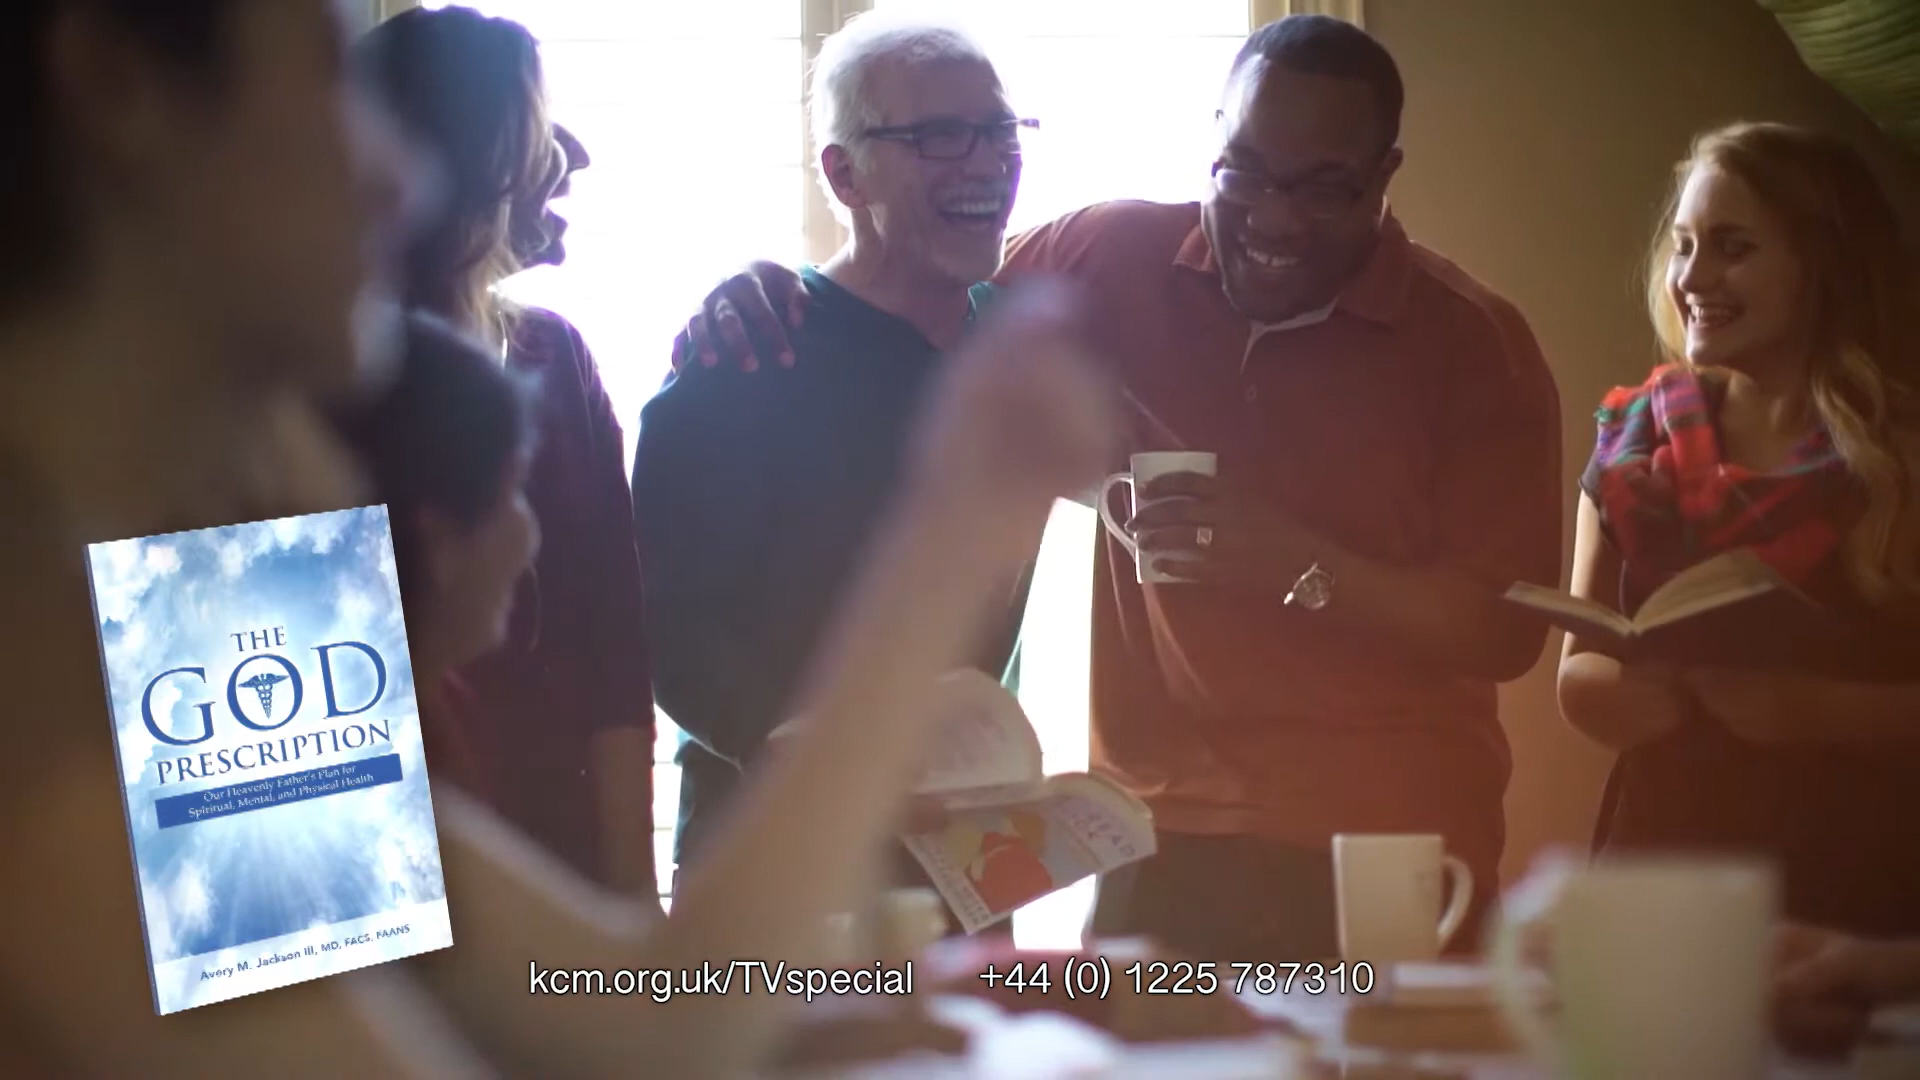 THE
GOD
PRESCRIPTION
Our Heavenly Father's Plan for
Spiritual, Mental, and Physical Health
Avery M. Jackson III, MD, FACS, FAANS
kcm.org.uk/TVspecial +44 (0) 1225 787310